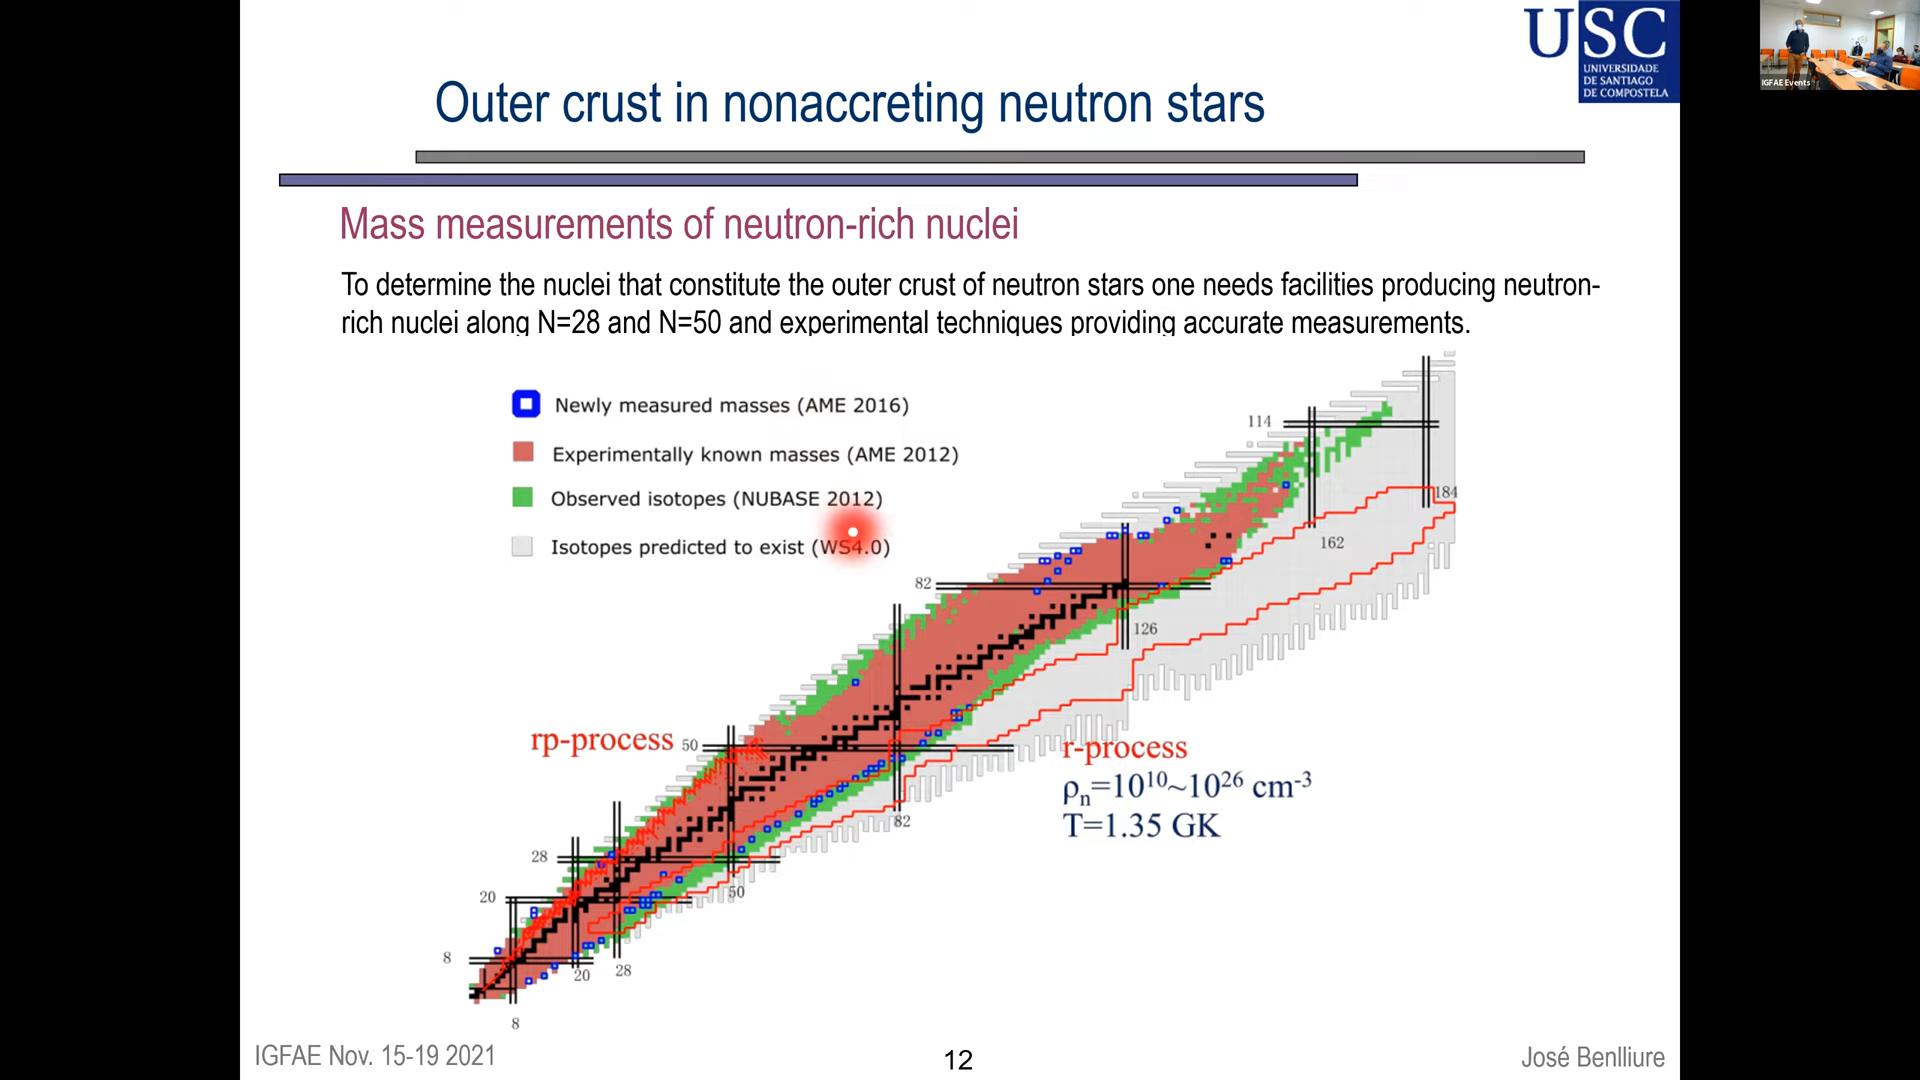 USC
UNIVERSIDADE
DE SANTIAGO
DE COMPOSTELA
IGFAE Events
Outer crust in nonaccreting neutron stars
Mass measurements of neutron-rich nuclei
To determine the nuclei that constitute the outer crust of neutron stars one needs facilities producing neutron-
rich nuclei along N=28 and N=50 and experimental techniques providing accurate measurements.
Newly measured masses (AME 2016)
Experimentally known masses (AME 2012)
Observed isotopes (NUBASE 2012)
Isotopes predicted to exist (WS4.0)
114
184
162
82
126
rp-process 50
r-process
ρn=10¹⁰~10²⁶ cm⁻³
T=1.35 GK
82
28
50
20
8
20
28
8
IGFAE Nov. 15-19 2021
12
José Benlliure